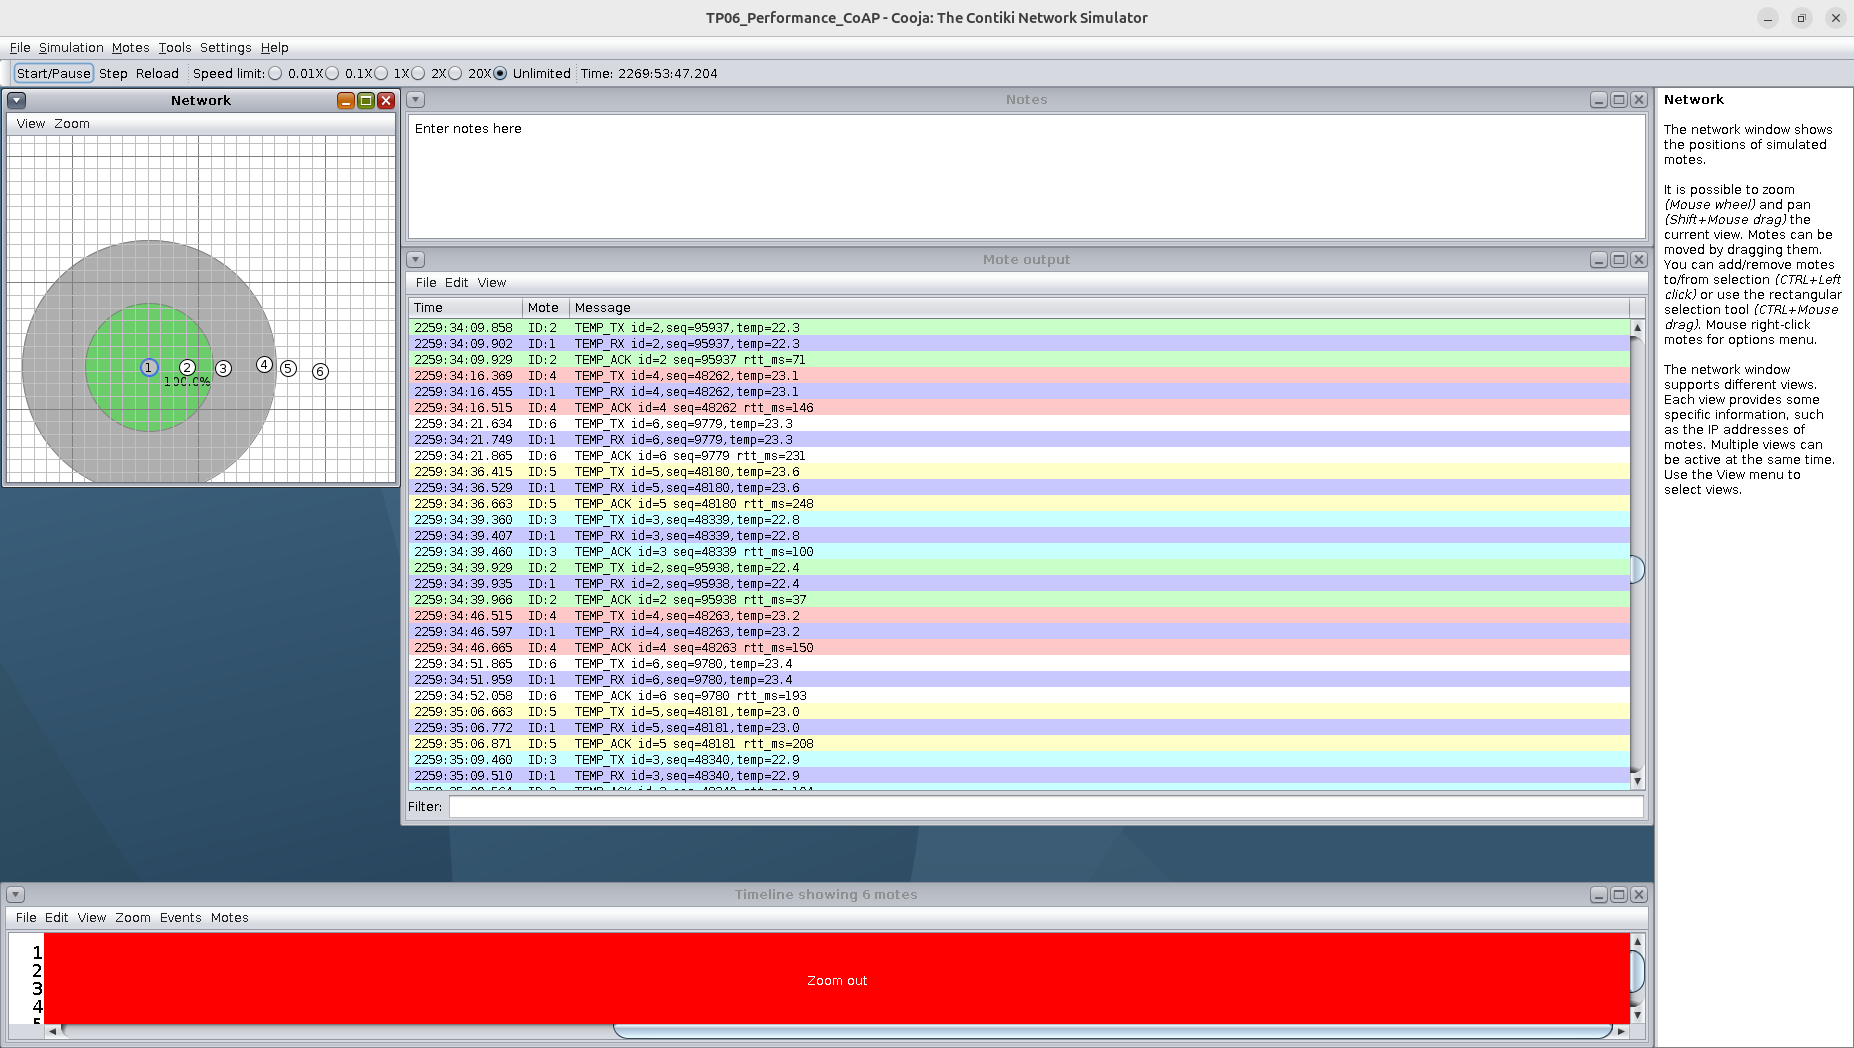 TP06_Performance_CoAP - Cooja: The Contiki Network Simulator
File Simulation Motes Tools Settings Help
Start/Pause Step Reload Speed limit: 0.01X 0.1X 1X 2X 20X Unlimited Time: 2269:53:47.204
Network
View Zoom
1 2 3 4 5 6
100.0%
Notes
Enter notes here
Mote output
File Edit View
Time Mote Message
2259:34:09.858 ID:2 TEMP_TX id=2,seq=95937,temp=22.3
2259:34:09.902 ID:1 TEMP_RX id=2,seq=95937,temp=22.3
2259:34:09.929 ID:2 TEMP_ACK id=2 seq=95937 rtt_ms=71
2259:34:16.369 ID:4 TEMP_TX id=4,seq=48262,temp=23.1
2259:34:16.455 ID:1 TEMP_RX id=4,seq=48262,temp=23.1
2259:34:16.515 ID:4 TEMP_ACK id=4 seq=48262 rtt_ms=146
2259:34:21.634 ID:6 TEMP_TX id=6,seq=9779,temp=23.3
2259:34:21.749 ID:1 TEMP_RX id=6,seq=9779,temp=23.3
2259:34:21.865 ID:6 TEMP_ACK id=6 seq=9779 rtt_ms=231
2259:34:36.415 ID:5 TEMP_TX id=5,seq=48180,temp=23.6
2259:34:36.529 ID:1 TEMP_RX id=5,seq=48180,temp=23.6
2259:34:36.663 ID:5 TEMP_ACK id=5 seq=48180 rtt_ms=248
2259:34:39.360 ID:3 TEMP_TX id=3,seq=48339,temp=22.8
2259:34:39.407 ID:1 TEMP_RX id=3,seq=48339,temp=22.8
2259:34:39.460 ID:3 TEMP_ACK id=3 seq=48339 rtt_ms=100
2259:34:39.929 ID:2 TEMP_TX id=2,seq=95938,temp=22.4
2259:34:39.935 ID:1 TEMP_RX id=2,seq=95938,temp=22.4
2259:34:39.966 ID:2 TEMP_ACK id=2 seq=95938 rtt_ms=37
2259:34:46.515 ID:4 TEMP_TX id=4,seq=48263,temp=23.2
2259:34:46.597 ID:1 TEMP_RX id=4,seq=48263,temp=23.2
2259:34:46.665 ID:4 TEMP_ACK id=4 seq=48263 rtt_ms=150
2259:34:51.865 ID:6 TEMP_TX id=6,seq=9780,temp=23.4
2259:34:51.959 ID:1 TEMP_RX id=6,seq=9780,temp=23.4
2259:34:52.058 ID:6 TEMP_ACK id=6 seq=9780 rtt_ms=193
2259:35:06.663 ID:5 TEMP_TX id=5,seq=48181,temp=23.0
2259:35:06.772 ID:1 TEMP_RX id=5,seq=48181,temp=23.0
2259:35:06.871 ID:5 TEMP_ACK id=5 seq=48181 rtt_ms=208
2259:35:09.460 ID:3 TEMP_TX id=3,seq=48340,temp=22.9
2259:35:09.510 ID:1 TEMP_RX id=3,seq=48340,temp=22.9
2259:35:09.564 ID:3 TEMP_ACK id=3 seq=48340 rtt_ms=104
Filter:
Network
The network window shows
the positions of simulated
motes.
It is possible to zoom
(Mouse wheel) and pan
(Shift+Mouse drag) the
current view. Motes can be
moved by dragging them.
You can add/remove motes
to/from selection (CTRL+Left
click) or use the rectangular
selection tool (CTRL+Mouse
drag). Mouse right-click
motes for options menu.
The network window
supports different views.
Each view provides some
specific information, such
as the IP addresses of
motes. Multiple views can
be active at the same time.
Use the View menu to
select views.
Timeline showing 6 motes
File Edit View Zoom Events Motes
1
2
3
4
5
Zoom out